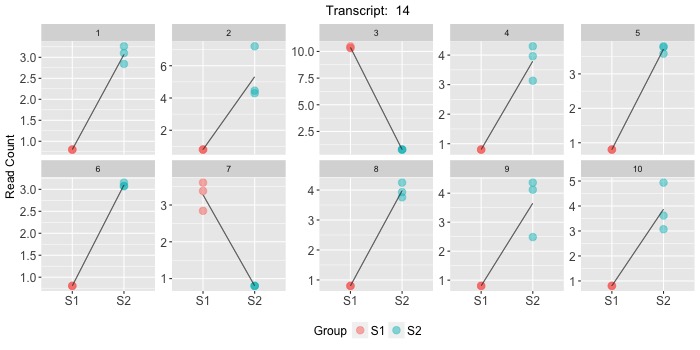 Transcript: 14
1 2 3 4 5
3.0 2.5 2.0 1.5 1.0
6 4 2
10.0 7.5 5.0 2.5
4 3 2 1
3 2 1
Read Count
6 7 8 9 10
3.0 2.5 2.0 1.5 1.0
3 2 1
4 3 2 1
4 3 2 1
5 4 3 2 1
S1 S2 S1 S2 S1 S2 S1 S2 S1 S2
Group S1 S2